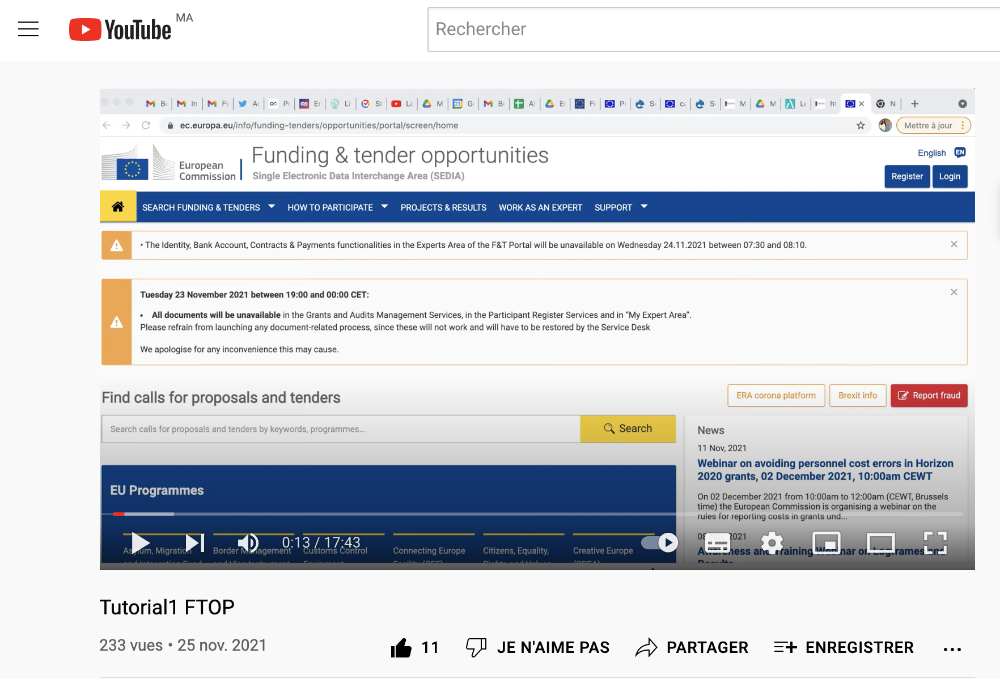 YouTube MA
Rechercher
ec.europa.eu/info/funding-tenders/opportunities/portal/screen/home
Mettre à jour
European
Commission
Funding & tender opportunities
Single Electronic Data Interchange Area (SEDIA)
English EN
Register Login
SEARCH FUNDING & TENDERS HOW TO PARTICIPATE PROJECTS & RESULTS WORK AS AN EXPERT SUPPORT
• The Identity, Bank Account, Contracts & Payments functionalities in the Experts Area of the F&T Portal will be unavailable on Wednesday 24.11.2021 between 07:30 and 08:10.
Tuesday 23 November 2021 between 19:00 and 00:00 CET:
• All documents will be unavailable in the Grants and Audits Management Services, in the Participant Register Services and in “My Expert Area”.
Please refrain from launching any document-related process, since these will not work and will have to be restored by the Service Desk
We apologise for any inconvenience this may cause.
Find calls for proposals and tenders
ERA corona platform Brexit info Report fraud
Search calls for proposals and tenders by keywords, programmes...
Search
EU Programmes
News
11 Nov, 2021
Webinar on avoiding personnel cost errors in Horizon
2020 grants, 02 December 2021, 10:00am CEWT
On 02 December 2021 from 10:00am to 12:00am (CEWT, Brussels
time) the European Commission is organising a webinar on the
rules for reporting costs in grants und...
0:13 / 17:43
Migration Border Management Customs Control Connecting Europe Citizens, Equality, Creative Europe
Tutorial1 FTOP
233 vues • 25 nov. 2021
11 JE N'AIME PAS PARTAGER ENREGISTRER